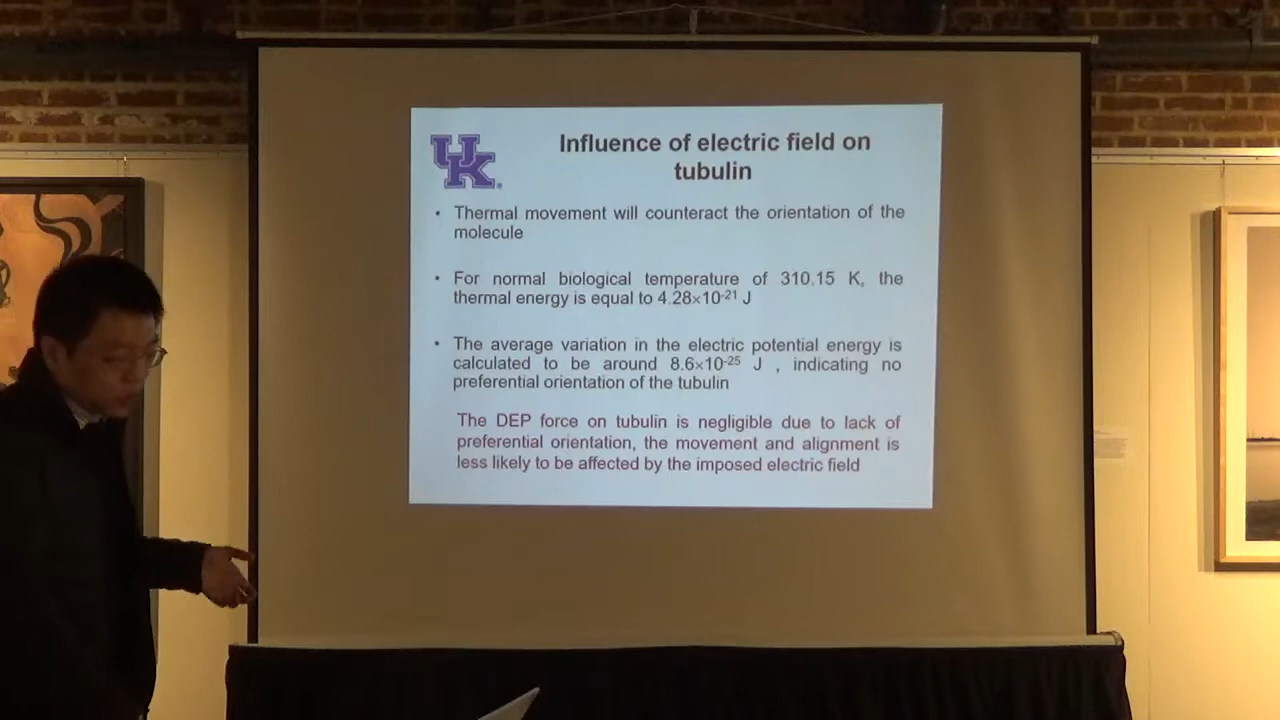 UK
Influence of electric field on
tubulin
• Thermal movement will counteract the orientation of the
molecule
• For normal biological temperature of 310.15 K, the
thermal energy is equal to 4.28×10⁻²¹ J
• The average variation in the electric potential energy is
calculated to be around 8.6×10⁻²⁵ J , indicating no
preferential orientation of the tubulin
The DEP force on tubulin is negligible due to lack of
preferential orientation, the movement and alignment is
less likely to be affected by the imposed electric field